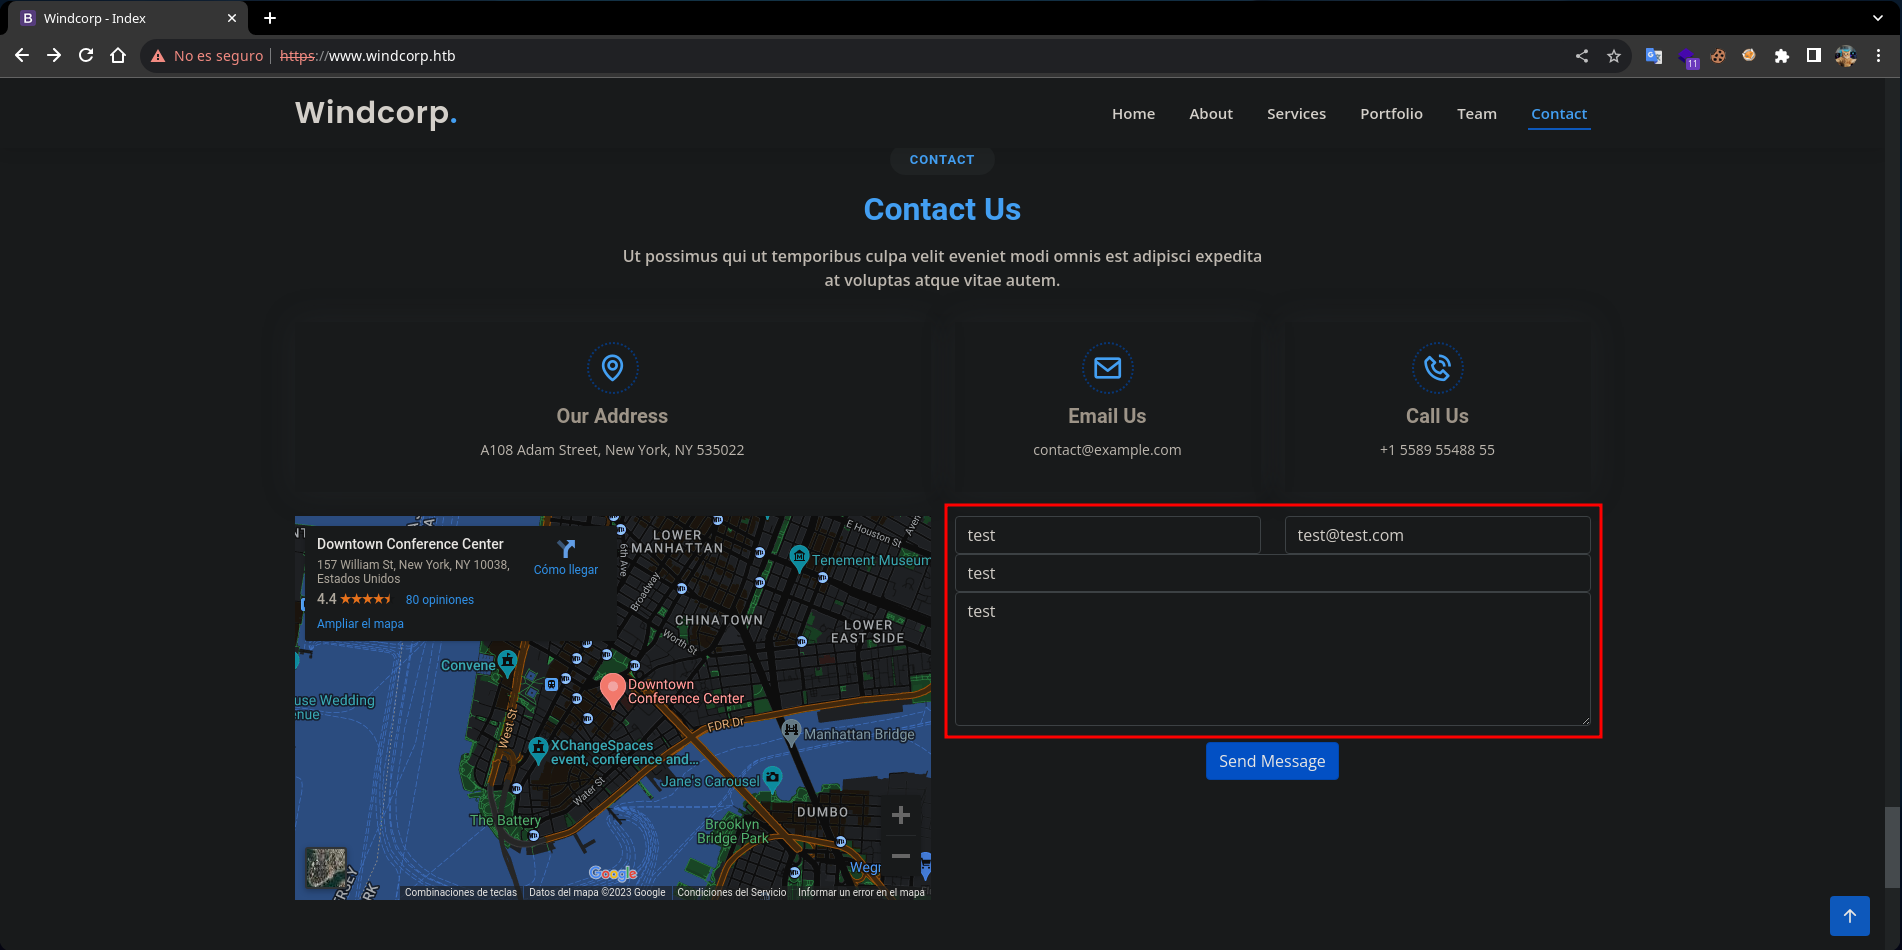 Windcorp - Index
No es seguro
https://www.windcorp.htb
11
Windcorp.
Home
About
Services
Portfolio
Team
Contact
CONTACT
Contact Us
Ut possimus qui ut temporibus culpa velit eveniet modi omnis est adipisci expedita
at voluptas atque vitae autem.
Our Address
A108 Adam Street, New York, NY 535022
Email Us
contact@example.com
Call Us
+1 5589 55488 55
Downtown Conference Center
157 William St, New York, NY 10038,
Estados Unidos
4.4
80 opiniones
Ampliar el mapa
Cómo llegar
LOWER
MANHATTAN
E Houston St
6th Ave
Broadway
Tenement Museum
CHINATOWN
Worth St
LOWER
EAST SIDE
Convene
use Wedding
enue
Downtown
Conference Center
West St
FDR Dr
Manhattan Bridge
XChangeSpaces
event, conference and...
Jane's Carousel
Water St
DUMBO
The Battery
Brooklyn
Bridge Park
Google
Combinaciones de teclas
Datos del mapa ©2023 Google
Condiciones del Servicio
Informar un error en el mapa
test
test@test.com
test
test
Send Message